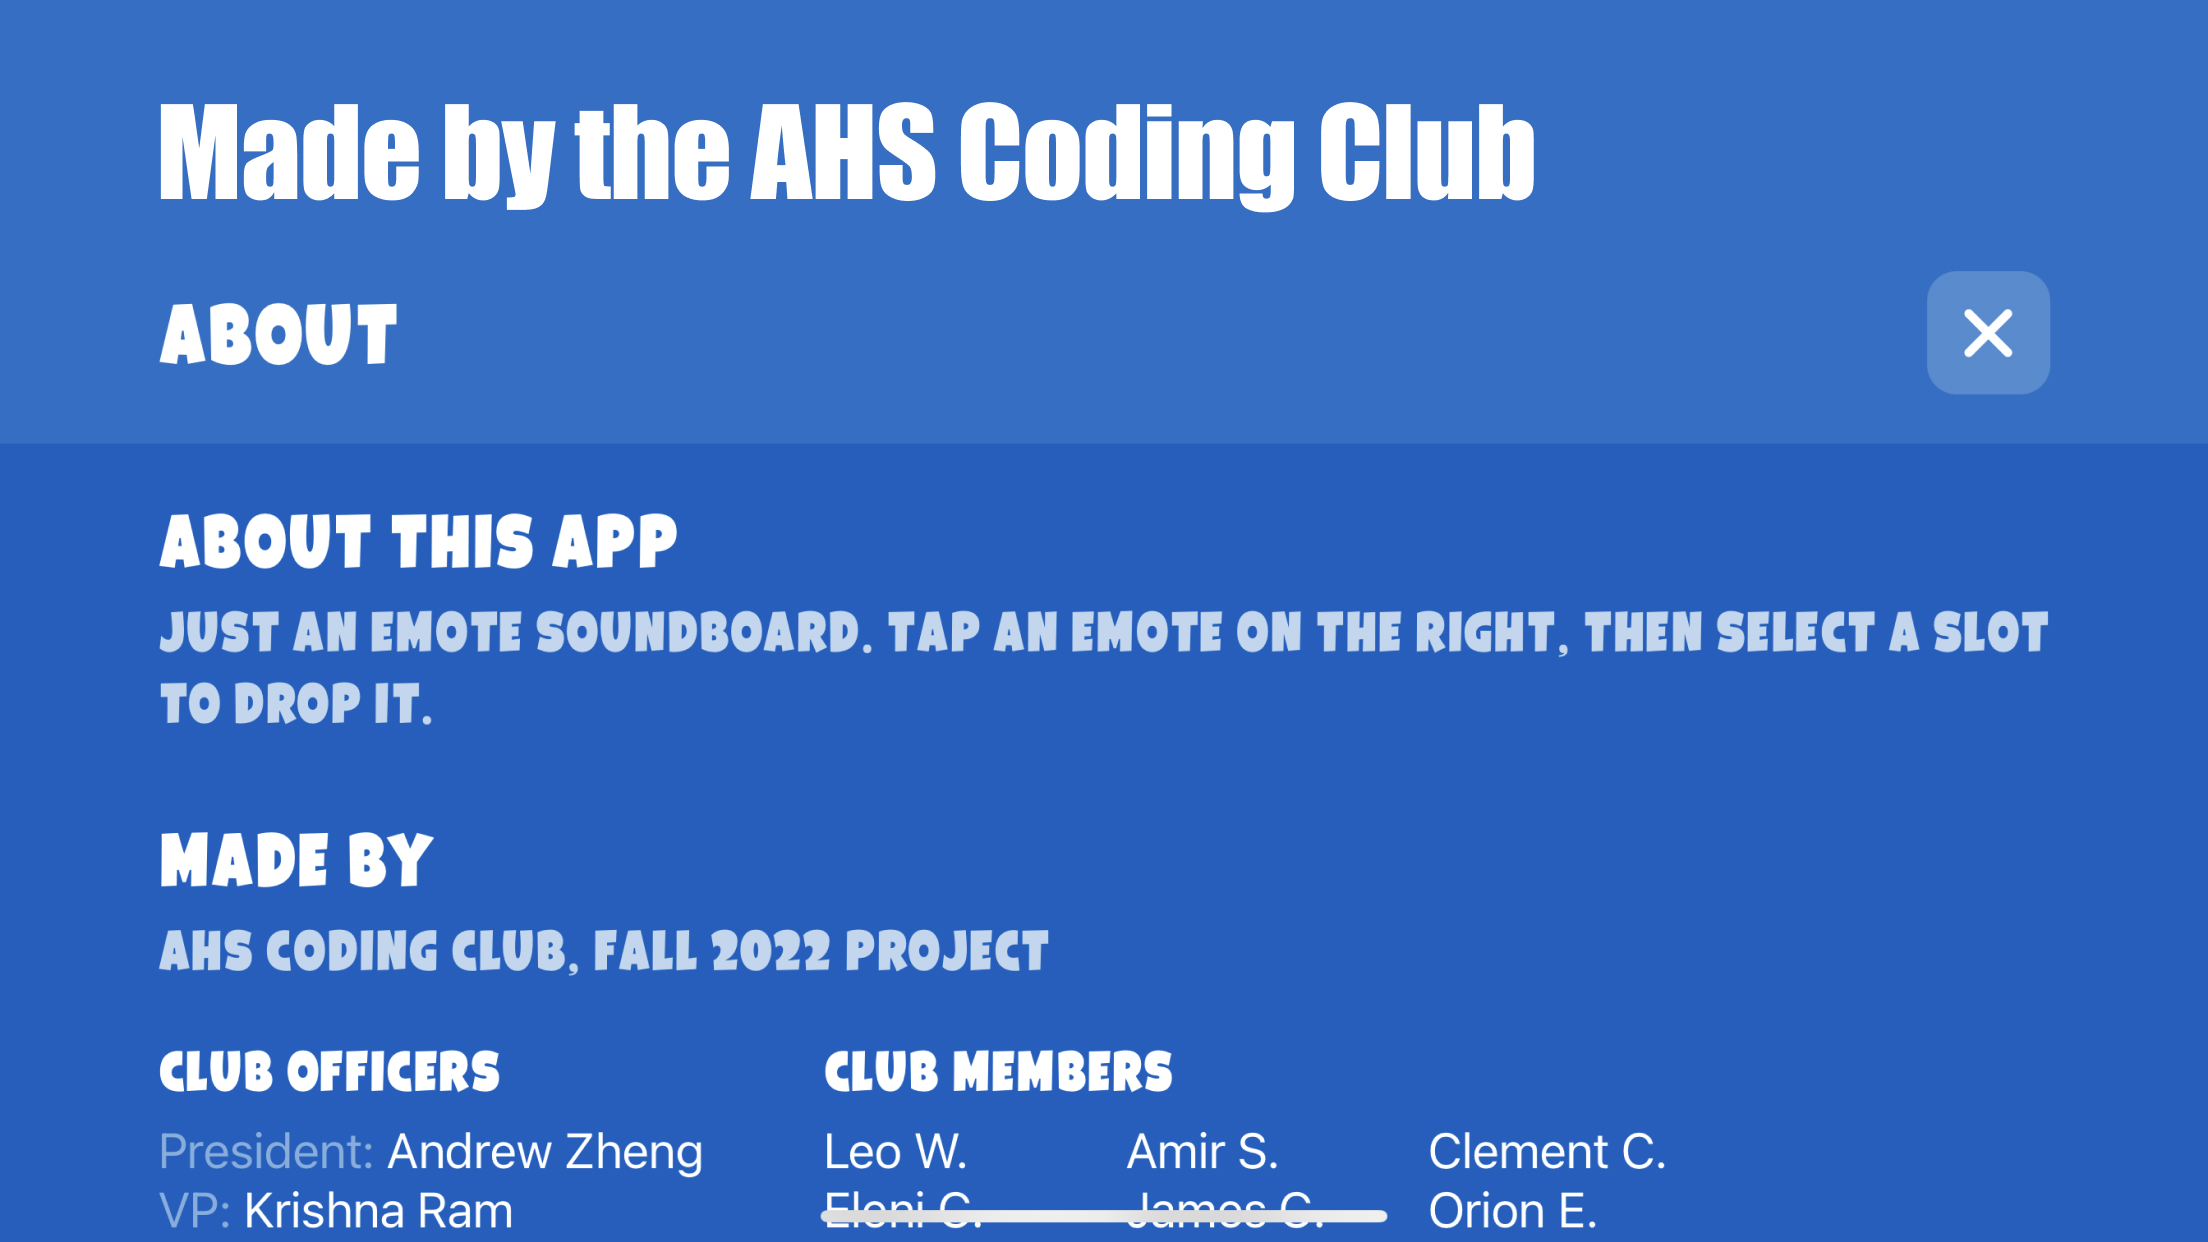 Made by the AHS Coding Club
ABOUT
ABOUT THIS APP
JUST AN EMOTE SOUNDBOARD. TAP AN EMOTE ON THE RIGHT, THEN SELECT A SLOT
TO DROP IT.
MADE BY
AHS CODING CLUB, FALL 2022 PROJECT
CLUB OFFICERS CLUB MEMBERS
President: Andrew Zheng Leo W. Amir S. Clement C.
VP: Krishna Ram Eloni C. James G. Orion E.